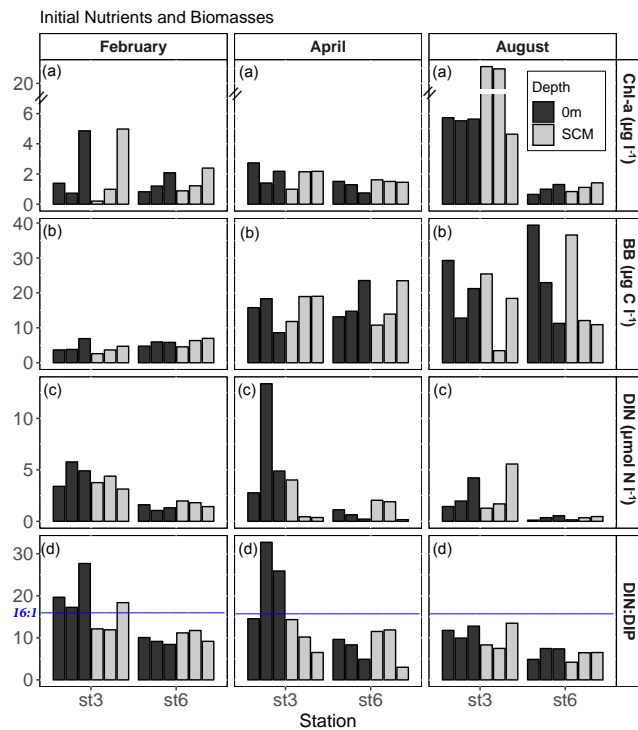 Initial Nutrients and Biomasses
February April August
(a) (a) (a)
Depth
0m
SCM
20
6
4
2
0
Chl-a (µg l-¹)
(b) (b) (b)
40
30
20
10
0
BB (µg C l-¹)
(c) (c) (c)
10
5
0
DIN (µmol N l-¹)
(d) (d) (d)
30
20
16:1
10
0
DIN:DIP
st3 st6 st3 st6 st3 st6
Station